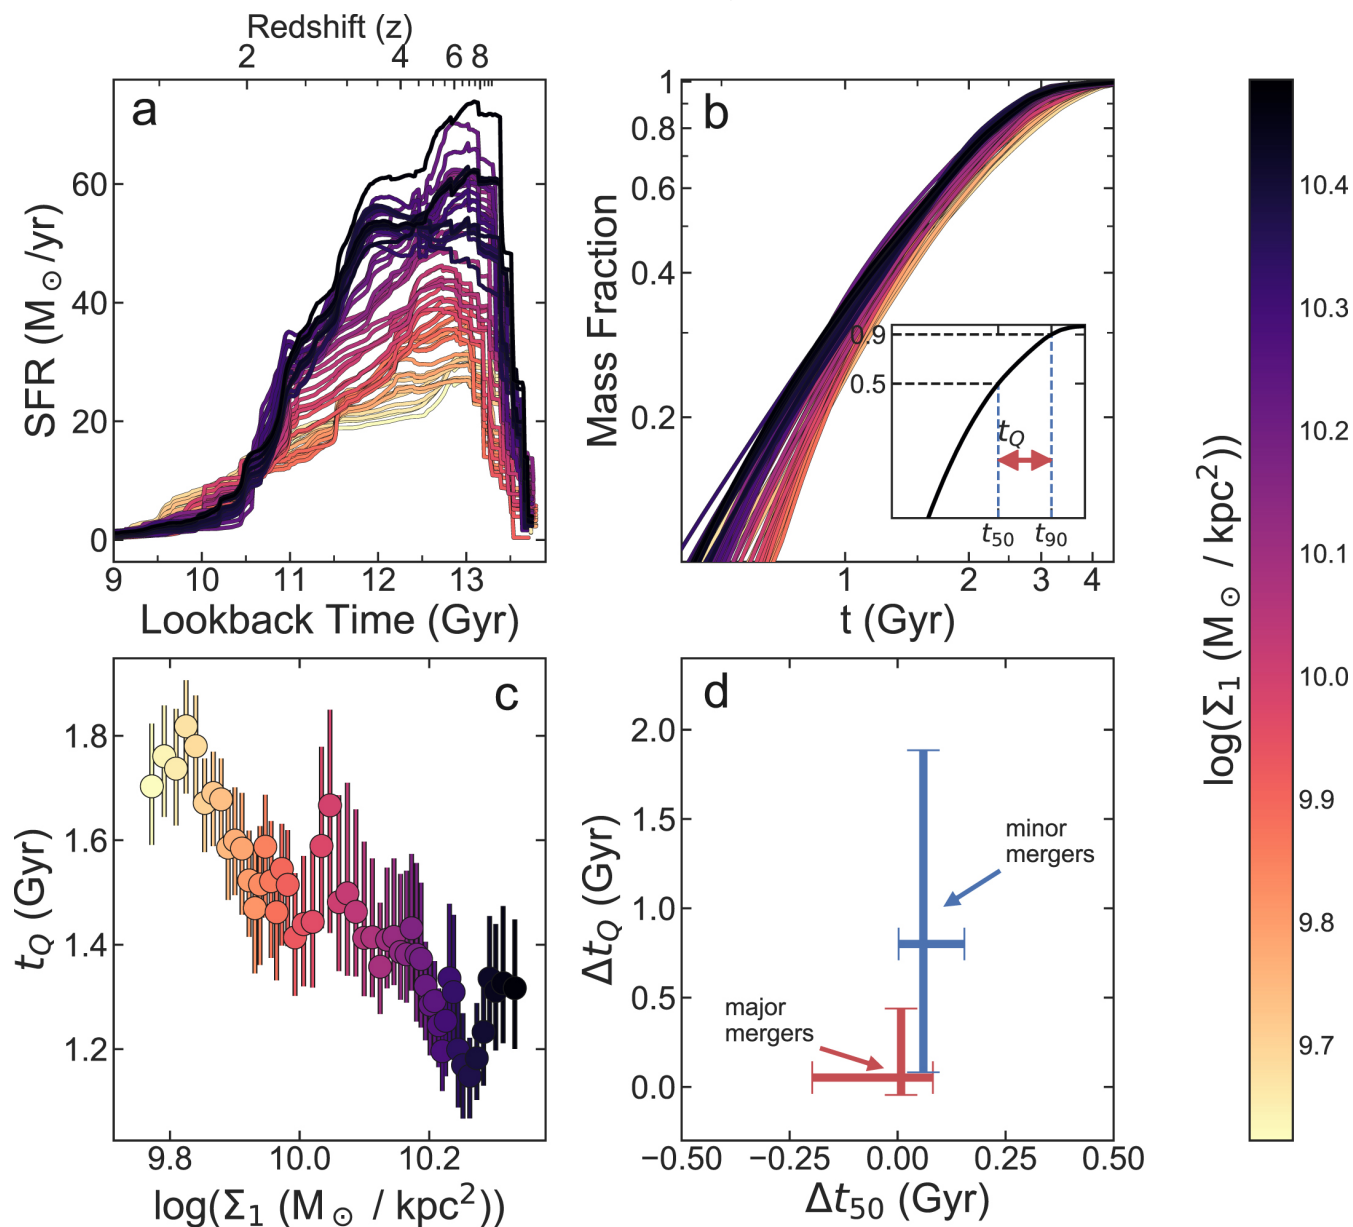 Redshift (z)
2 4 6 8
a
60
40
20
0
SFR (M⊙/yr)
9 10 11 12 13
Lookback Time (Gyr)
b
1
0.8
0.6
0.4
0.2
Mass Fraction
0.9
0.5
tQ
t50 t90
1 2 3 4
t (Gyr)
10.4
10.3
10.2
10.1
10.0
9.9
9.8
9.7
log(Σ1 (M⊙ / kpc2))
c
1.8
1.6
1.4
1.2
tQ (Gyr)
9.8 10.0 10.2
log(Σ1 (M⊙ / kpc2))
d
2.0
1.5
1.0
0.5
0.0
ΔtQ (Gyr)
minor
mergers
major
mergers
−0.50 −0.25 0.00 0.25 0.50
Δt50 (Gyr)